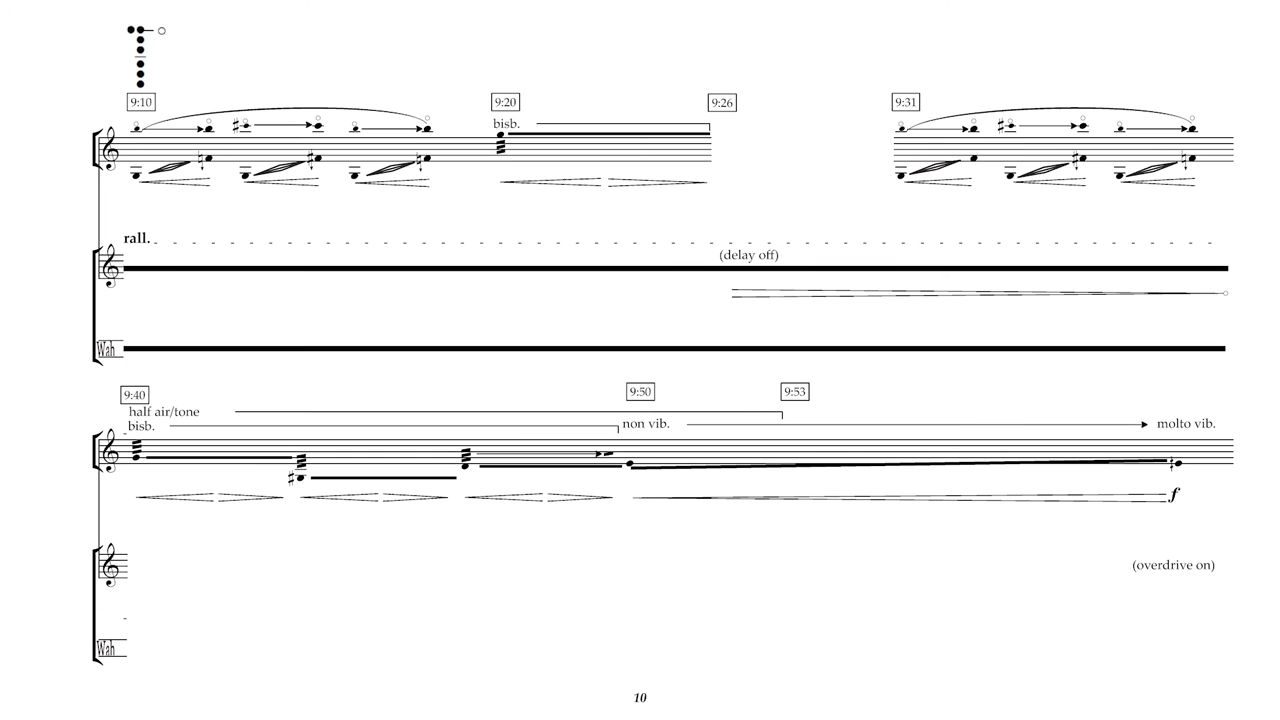 9:10 9:20 9:26 9:31
bisb.
rall.
(delay off)
Wah
9:40 9:50 9:53
half air/tone
bisb. non vib. molto vib.
f
(overdrive on)
Wah
10